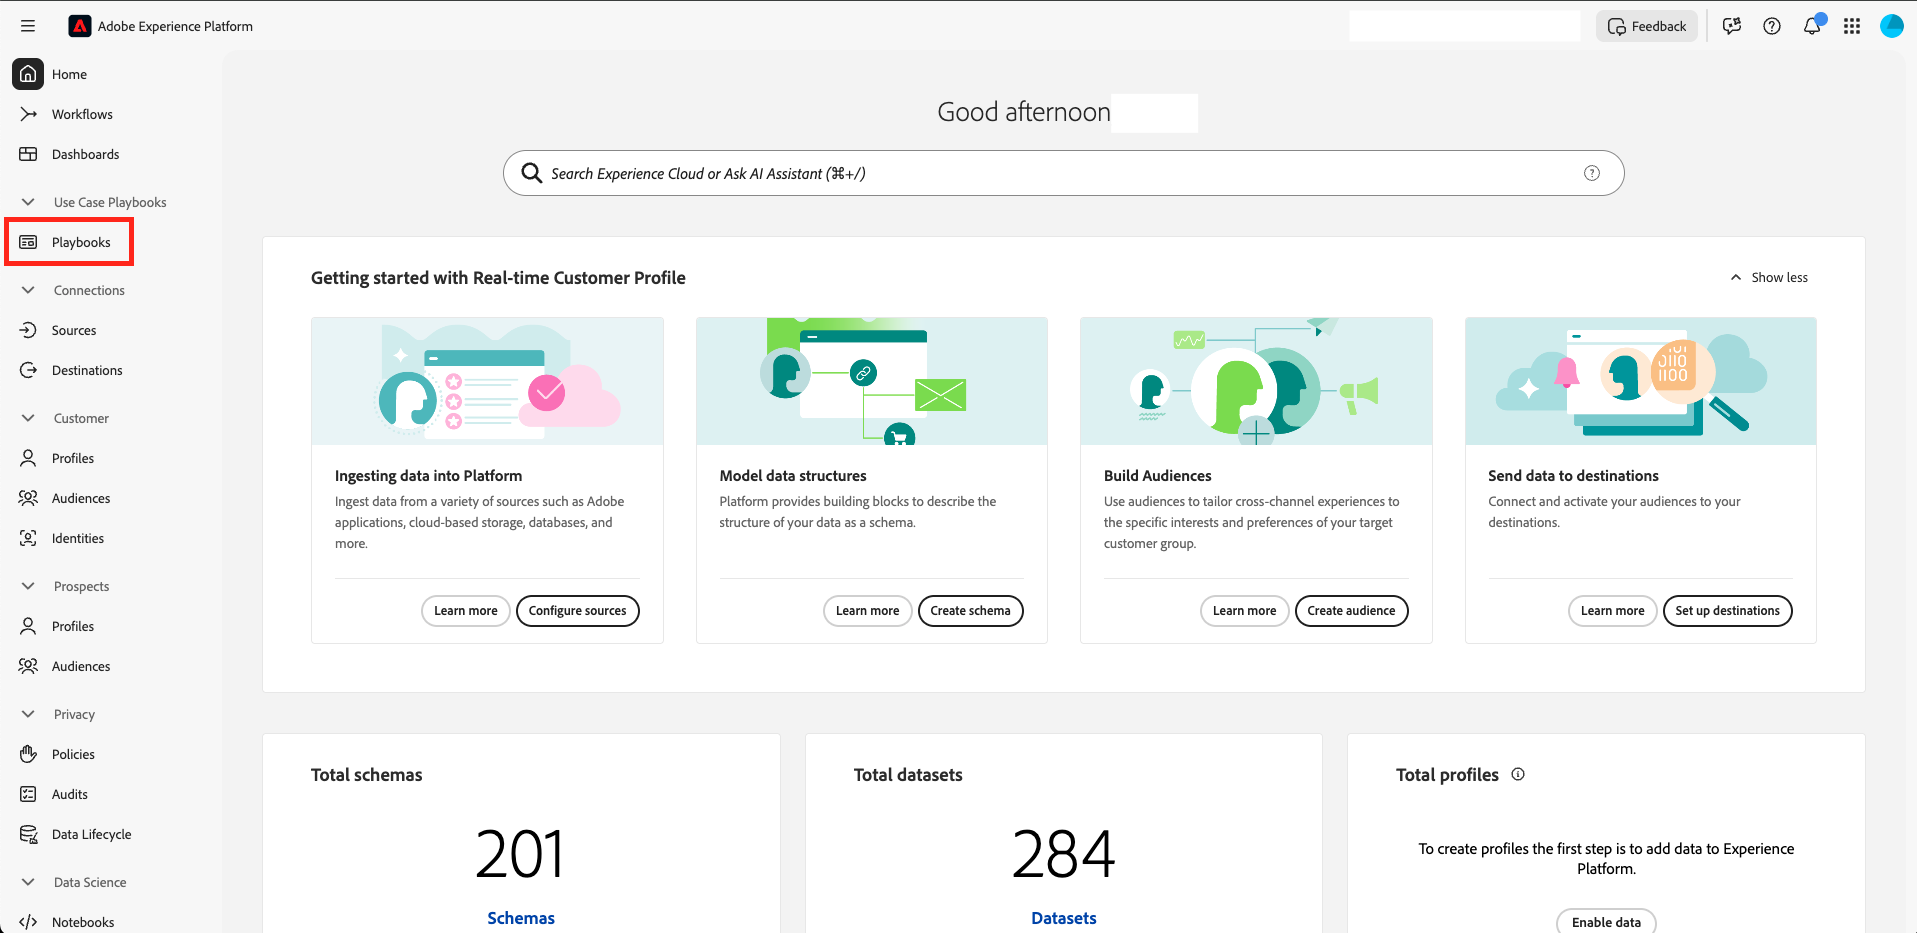 Adobe Experience Platform
Feedback
Home
Workflows
Dashboards
Use Case Playbooks
Playbooks
Connections
Sources
Destinations
Customer
Profiles
Audiences
Identities
Prospects
Profiles
Audiences
Privacy
Policies
Audits
Data Lifecycle
Data Science
Notebooks
Good afternoon
Search Experience Cloud or Ask AI Assistant (⌘+/)
Getting started with Real-time Customer Profile
Show less
Ingesting data into Platform
Ingest data from a variety of sources such as Adobe
applications, cloud-based storage, databases, and
more.
Learn more
Configure sources
Model data structures
Platform provides building blocks to describe the
structure of your data as a schema.
Learn more
Create schema
Build Audiences
Use audiences to tailor cross-channel experiences to
the specific interests and preferences of your target
customer group.
Learn more
Create audience
0110
1100
Send data to destinations
Connect and activate your audiences to your
destinations.
Learn more
Set up destinations
Total schemas
201
Schemas
Total datasets
284
Datasets
Total profiles
To create profiles the first step is to add data to Experience
Platform.
Enable data